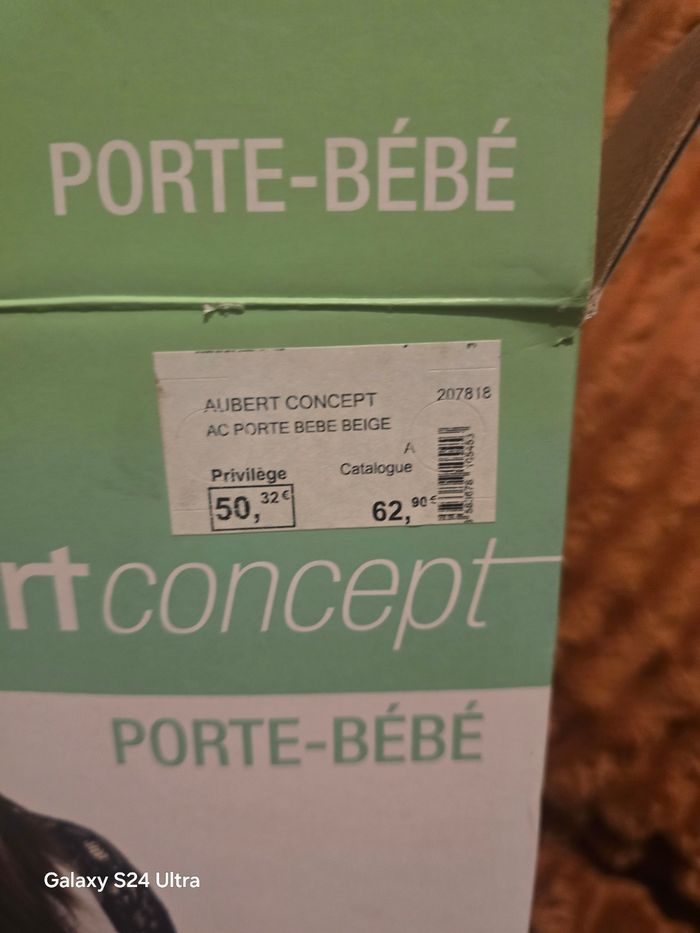 PORTE-BÉBÉ
AUBERT CONCEPT 207818
AC PORTE BEBE BEIGE
A
Privilège Catalogue
50,32€ 62,90€
rt concept
PORTE-BÉBÉ
Galaxy S24 Ultra